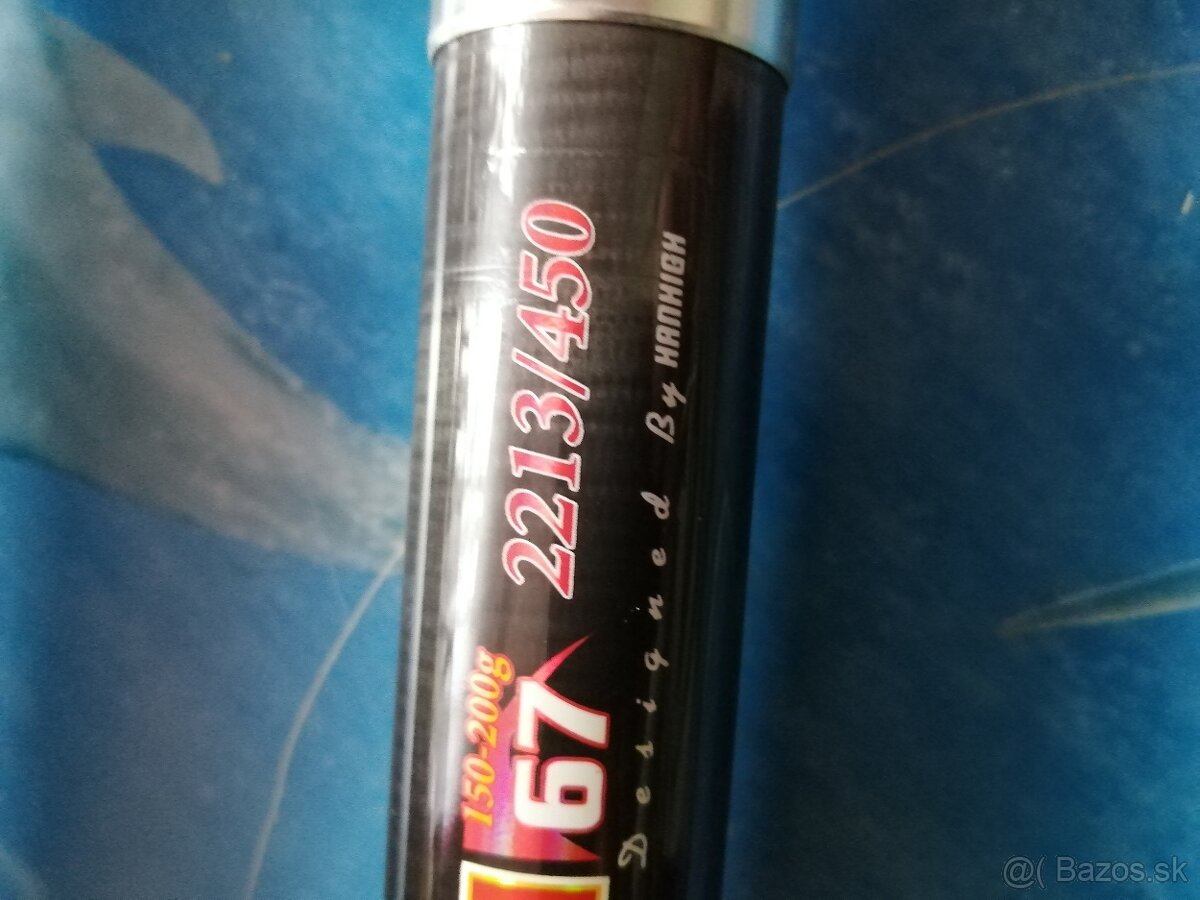 2213/450
150-200g
67
Designed By HANHIGH
@( Bazos.sk